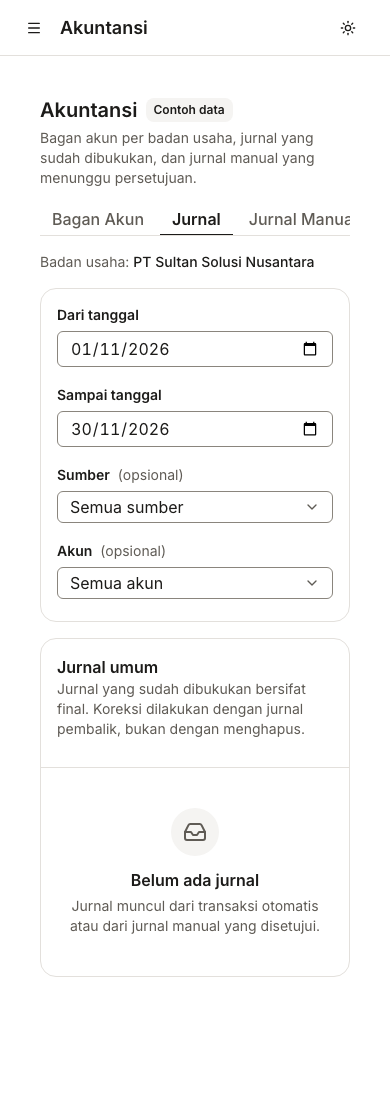 Akuntansi
Akuntansi
Contoh data
Bagan akun per badan usaha, jurnal yang
sudah dibukukan, dan jurnal manual yang
menunggu persetujuan.
Bagan Akun
Jurnal
Jurnal Manua
Badan usaha: PT Sultan Solusi Nusantara
Dari tanggal
01/11/2026
Sampai tanggal
30/11/2026
Sumber (opsional)
Semua sumber
Akun (opsional)
Semua akun
Jurnal umum
Jurnal yang sudah dibukukan bersifat
final. Koreksi dilakukan dengan jurnal
pembalik, bukan dengan menghapus.
Belum ada jurnal
Jurnal muncul dari transaksi otomatis
atau dari jurnal manual yang disetujui.